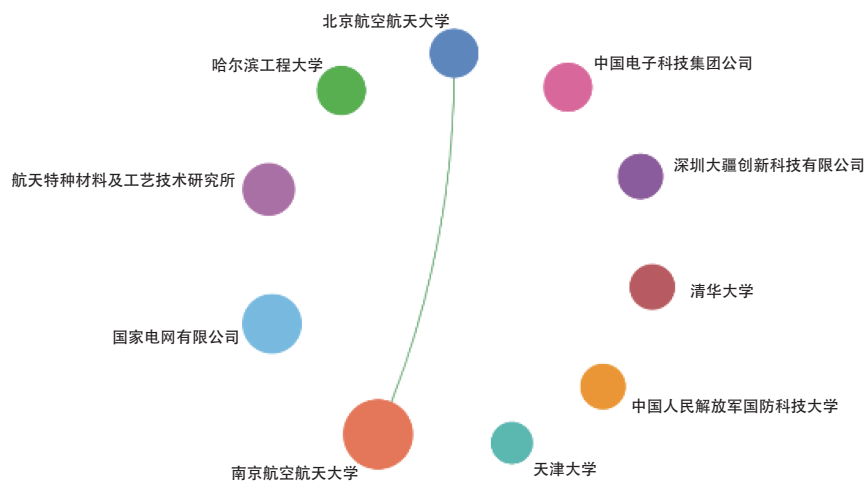 北京航空航天大学
哈尔滨工程大学
中国电子科技集团公司
深圳大疆创新科技有限公司
航天特种材料及工艺技术研究所
清华大学
国家电网有限公司
中国人民解放军国防科技大学
南京航空航天大学
天津大学